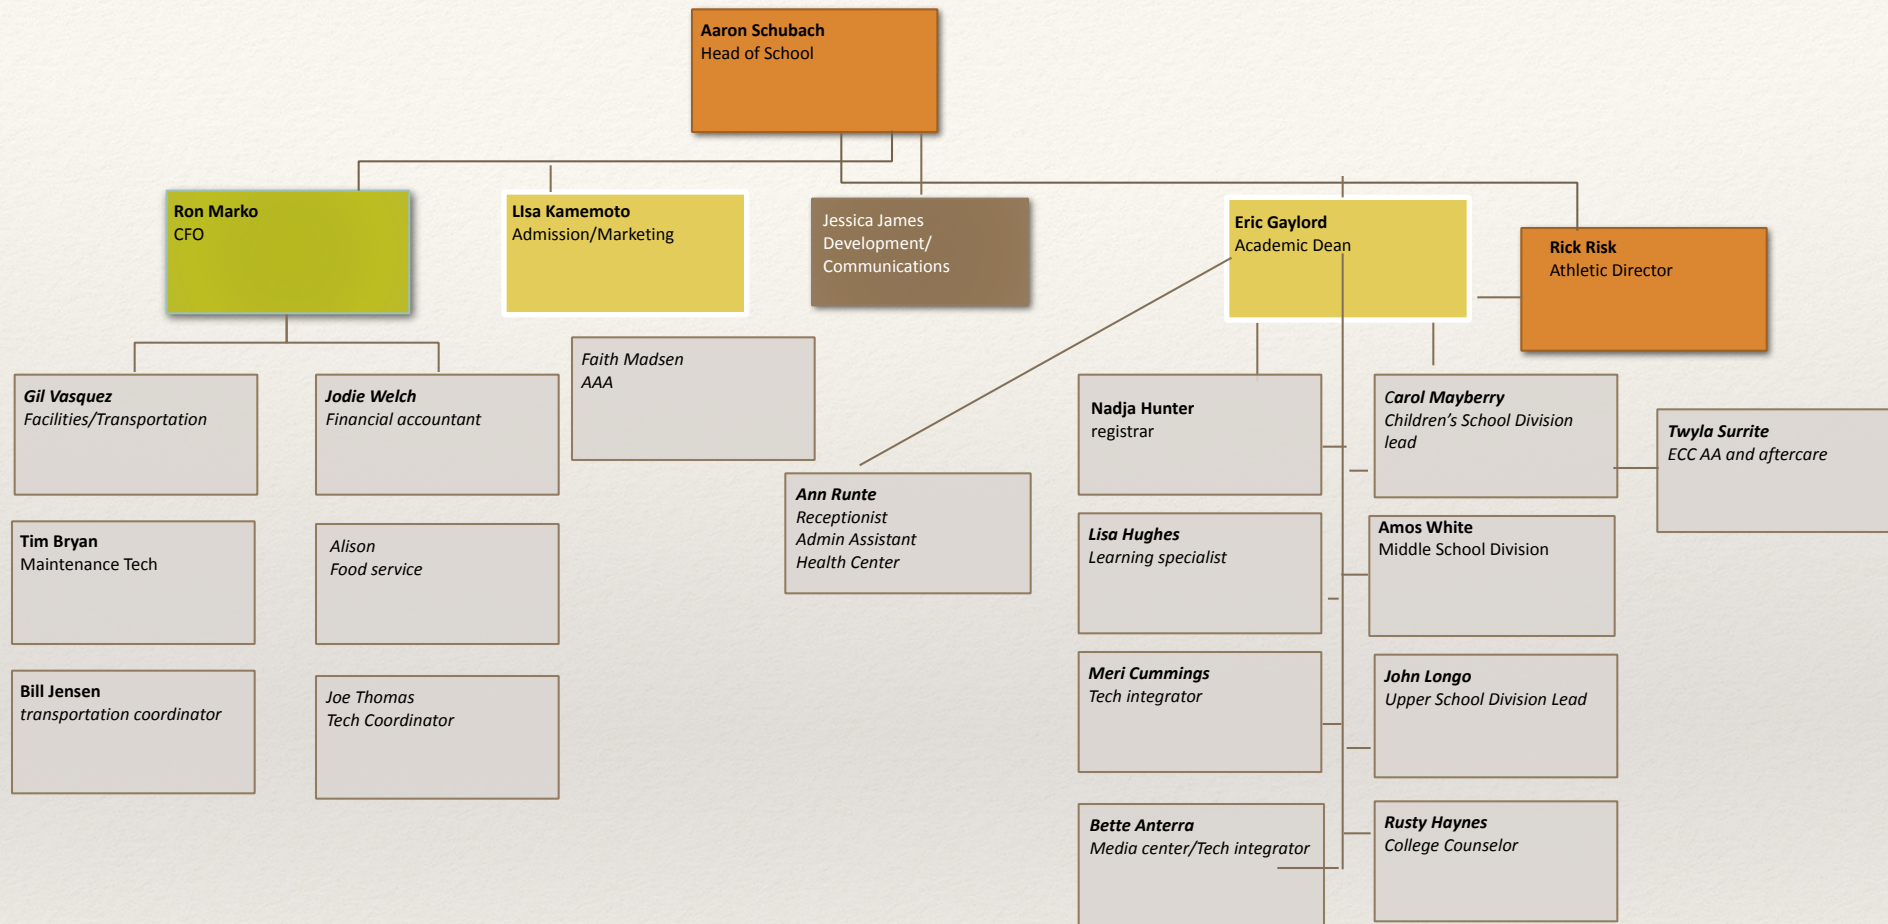 Aaron Schubach
Head of School
Ron Marko
CFO
LIsa Kamemoto
Admission/Marketing
Jessica James
Development/
Communications
Eric Gaylord
Academic Dean
Rick Risk
Athletic Director
Faith Madsen
AAA
Gil Vasquez
Facilities/Transportation
Jodie Welch
Financial accountant
Nadja Hunter
registrar
Carol Mayberry
Children’s School Division
lead
Twyla Surrite
ECC AA and aftercare
Ann Runte
Receptionist
Admin Assistant
Health Center
Tim Bryan
Maintenance Tech
Alison
Food service
Lisa Hughes
Learning specialist
Amos White
Middle School Division
Bill Jensen
transportation coordinator
Joe Thomas
Tech Coordinator
Meri Cummings
Tech integrator
John Longo
Upper School Division Lead
Bette Anterra
Media center/Tech integrator
Rusty Haynes
College Counselor